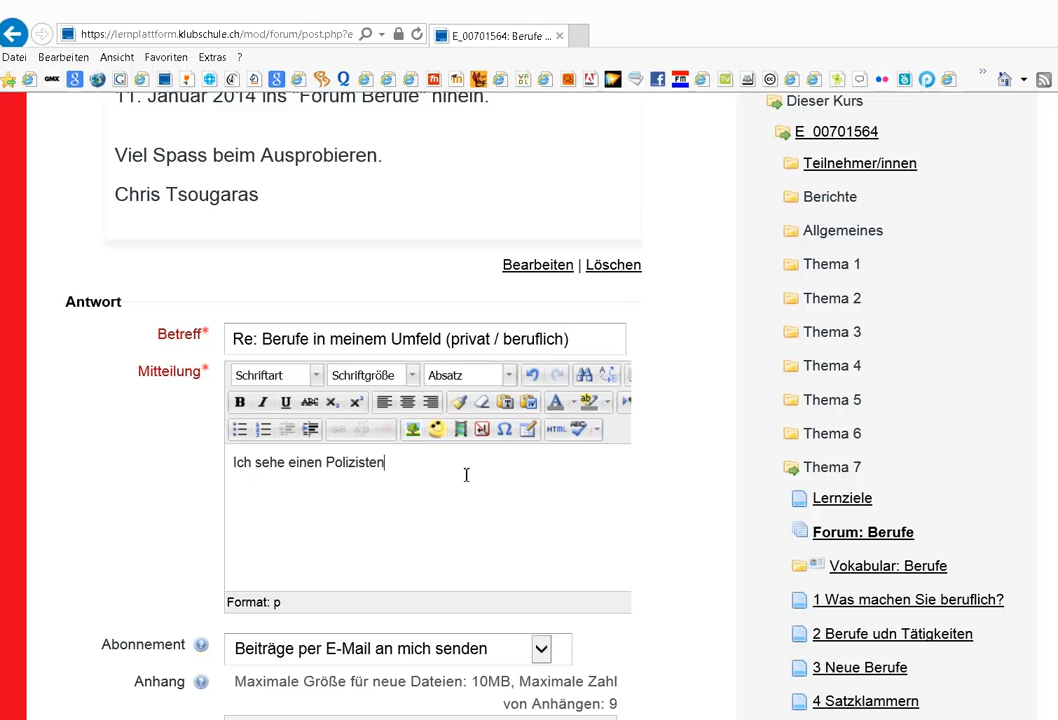 https://lernplattform.klubschule.ch/mod/forum/post.php?e
E_00701564: Berufe ...
Datei Bearbeiten Ansicht Favoriten Extras ?
11. Januar 2014 ins "Forum Berufe" hinein.
Viel Spass beim Ausprobieren.
Chris Tsougaras
Bearbeiten | Löschen
Antwort
Betreff*
Re: Berufe in meinem Umfeld (privat / beruflich)
Mitteilung*
Schriftart Schriftgröße Absatz
B I U ABC x₂ x²
HTML ABC
Ich sehe einen Polizisten
Format: p
Abonnement
Beiträge per E-Mail an mich senden
Anhang
Maximale Größe für neue Dateien: 10MB, Maximale Zahl
von Anhängen: 9
Dieser Kurs
E_00701564
Teilnehmer/innen
Berichte
Allgemeines
Thema 1
Thema 2
Thema 3
Thema 4
Thema 5
Thema 6
Thema 7
Lernziele
Forum: Berufe
Vokabular: Berufe
1 Was machen Sie beruflich?
2 Berufe udn Tätigkeiten
3 Neue Berufe
4 Satzklammern